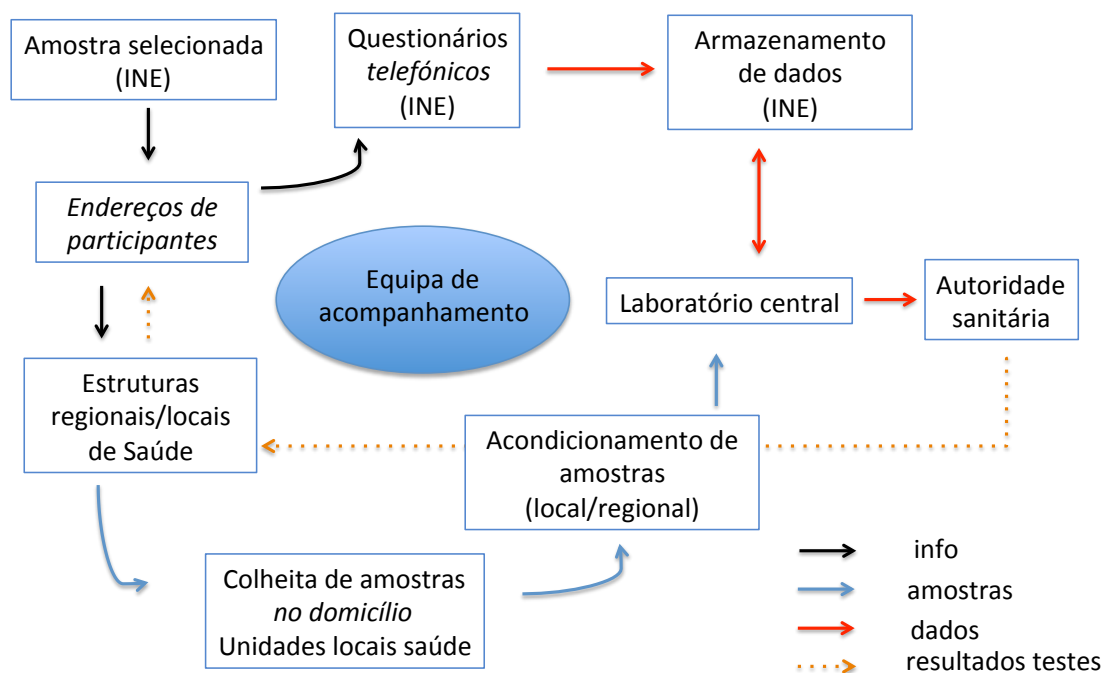 Amostra selecionada
(INE)
Questionários
telefónicos
(INE)
Armazenamento
de dados
(INE)
Endereços de
participantes
Equipa de
acompanhamento
Laboratório central
Autoridade
sanitária
Estruturas
regionais/locais
de Saúde
Acondicionamento de
amostras
(local/regional)
Colheita de amostras
no domicílio
Unidades locais saúde
info
amostras
dados
resultados testes